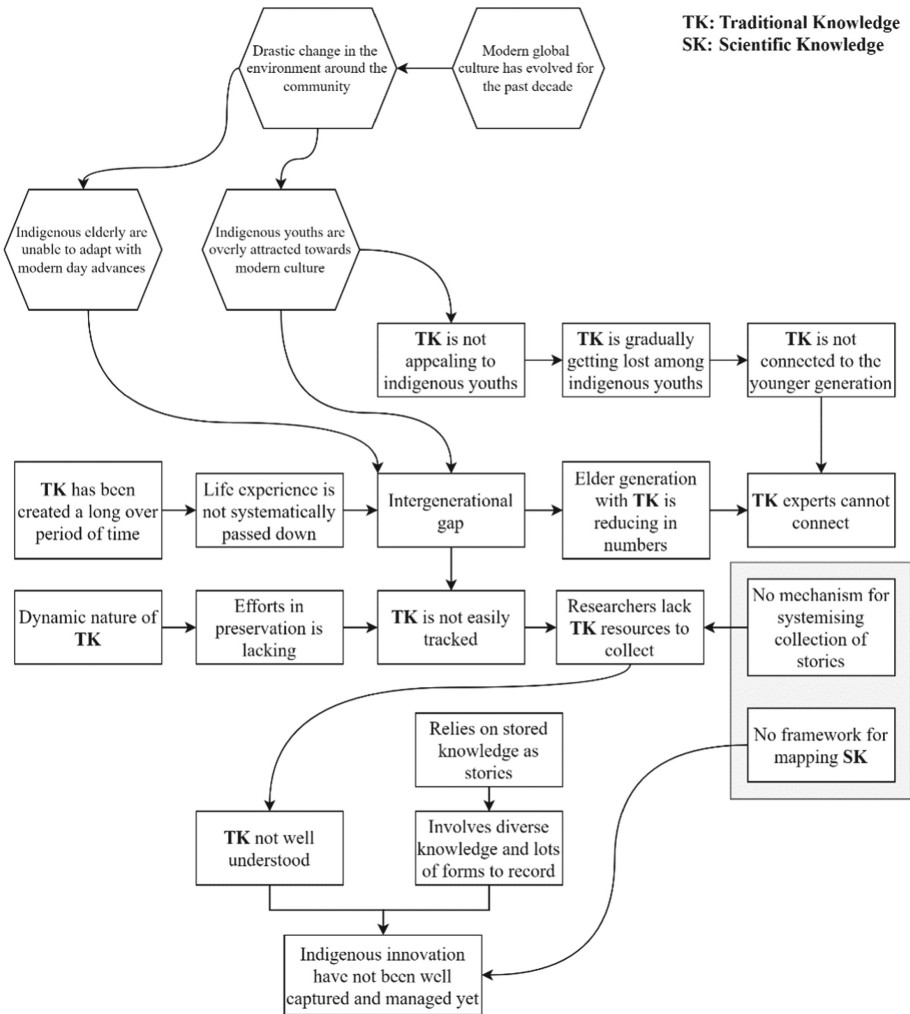 TK: Traditional Knowledge
SK: Scientific Knowledge
Drastic change in the
environment around the
community
Modern global
culture has evolved for
the past decade
Indigenous elderly are
unable to adapt with
modern day advances
Indigenous youths are
overly attracted towards
modern culture
TK is not
appealing to
indigenous youths
TK is gradually
getting lost among
indigenous youths
TK is not
connected to the
younger generation
TK has been
created a long over
period of time
Life experience is
not systematically
passed down
Intergenerational
gap
Elder generation
with TK is
reducing in
numbers
TK experts cannot
connect
Dynamic nature of
TK
Efforts in
preservation is
lacking
TK is not easily
tracked
Researchers lack
TK resources to
collect
No mechanism for
systemising
collection of
stories
Relies on stored
knowledge as
stories
No framework for
mapping SK
TK not well
understood
Involves diverse
knowledge and lots
of forms to record
Indigenous innovation
have not been well
captured and managed yet